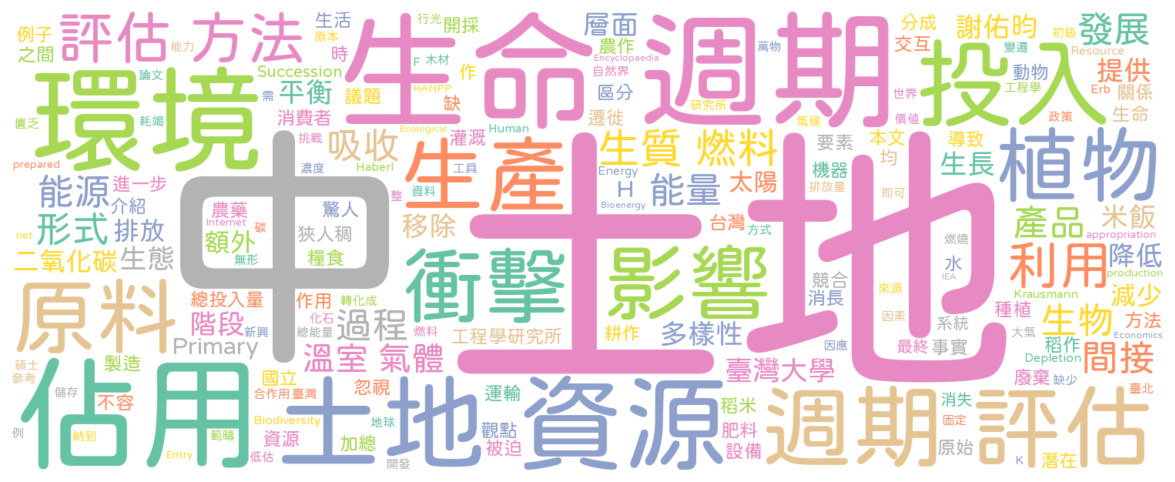 例子
之間
評估
方法
生命
週期
生活
原本
時
行光
能力
開採
F
木材
作
HANPP
層面
農作
Encyclopaedia
自然界
區分
萬物
研究所
分成
交互
謝佑昀
變遷
動物
工程學
初級
Resource
Erb
發展
提供
關係
環境
論文
需
匱乏
耗竭
Succession
平衡
消費者
議題
缺
Ecological
遷徙
氣候
世界
價值
投入
政策
生命
prepared
挑戰
吸收
灌溉
Human
Haberl
濃度
工具
整
資料
生產
生質
燃料
Energy
H
Bioenergy
能量
要素
機器
排放量
太陽
本文
均
導致
生長
即可
植物
能源
進一步
介紹
net
形式
排放
農藥
Internet
碳
額外
無形
驚人
狹人稠
糧食
中
土地
移除
台灣
方式
燃燒
水
IEA
產品
米飯
appropriation
二氧化碳
生態
衝擊
影響
競合
消長
來源
利用
降低
production
原料
總投入量
階段
Primary
新興
作用
轉化成
化石
總能量
過程
燃料
工程學研究所
耕作
多樣性
因應
因素
系統
最終
事實
大氣
種植
Krausmann
減少
生物
方法
Economics
稻作
Depletion
間接
溫室
氣體
臺灣大學
廢棄
缺少
臺北
碩士
參考
製造
不容
儲存
例
納到
佔用
國立
合作用
臺灣
忽視
Biodiversity
地球
範疇
資源
加總
Entry
低估
開發
土地
資源
運輸
觀點
被迫
稻米
肥料
設備
週期
評估
消失
固定
原始
K
潛在